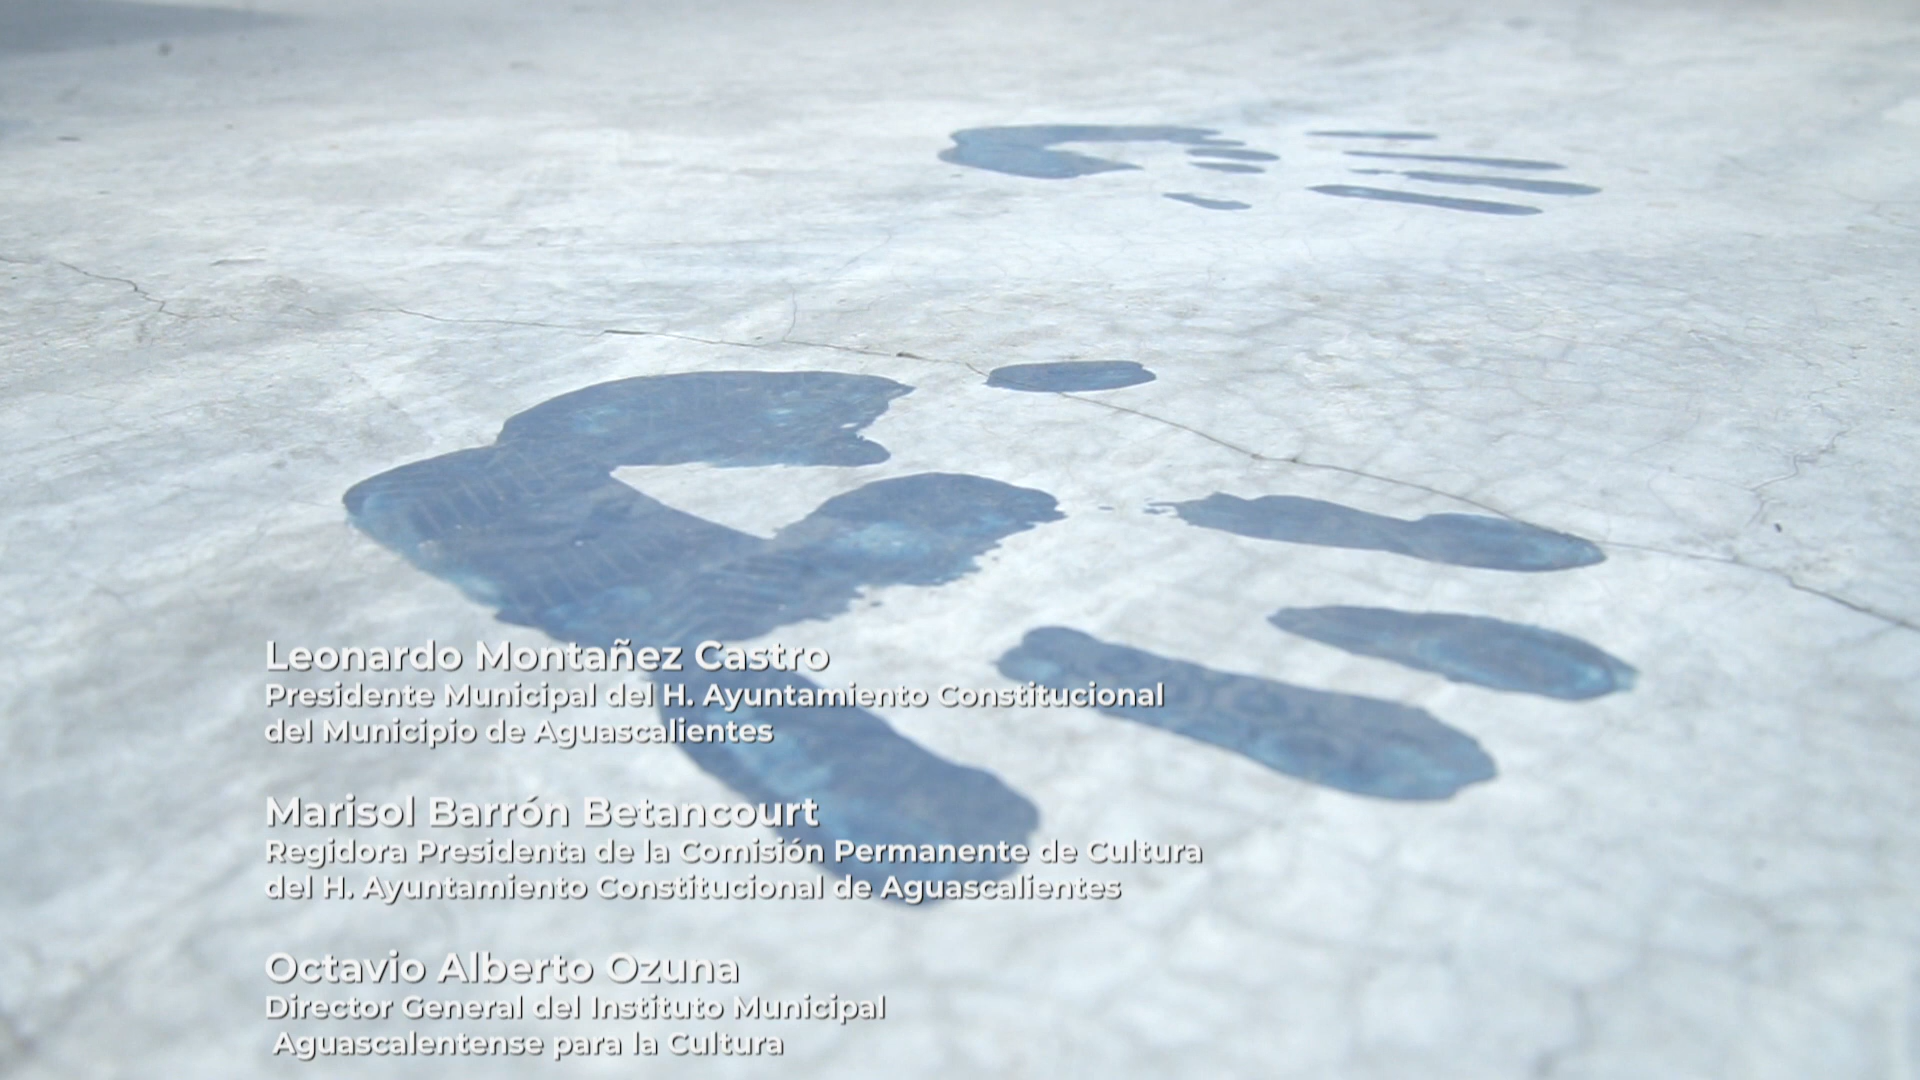 Leonardo Montañez Castro
Presidente Municipal del H. Ayuntamiento Constitucional
del Municipio de Aguascalientes
Marisol Barrón Betancourt
Regidora Presidenta de la Comisión Permanente de Cultura
del H. Ayuntamiento Constitucional de Aguascalientes
Octavio Alberto Ozuna
Director General del Instituto Municipal
Aguascalentense para la Cultura